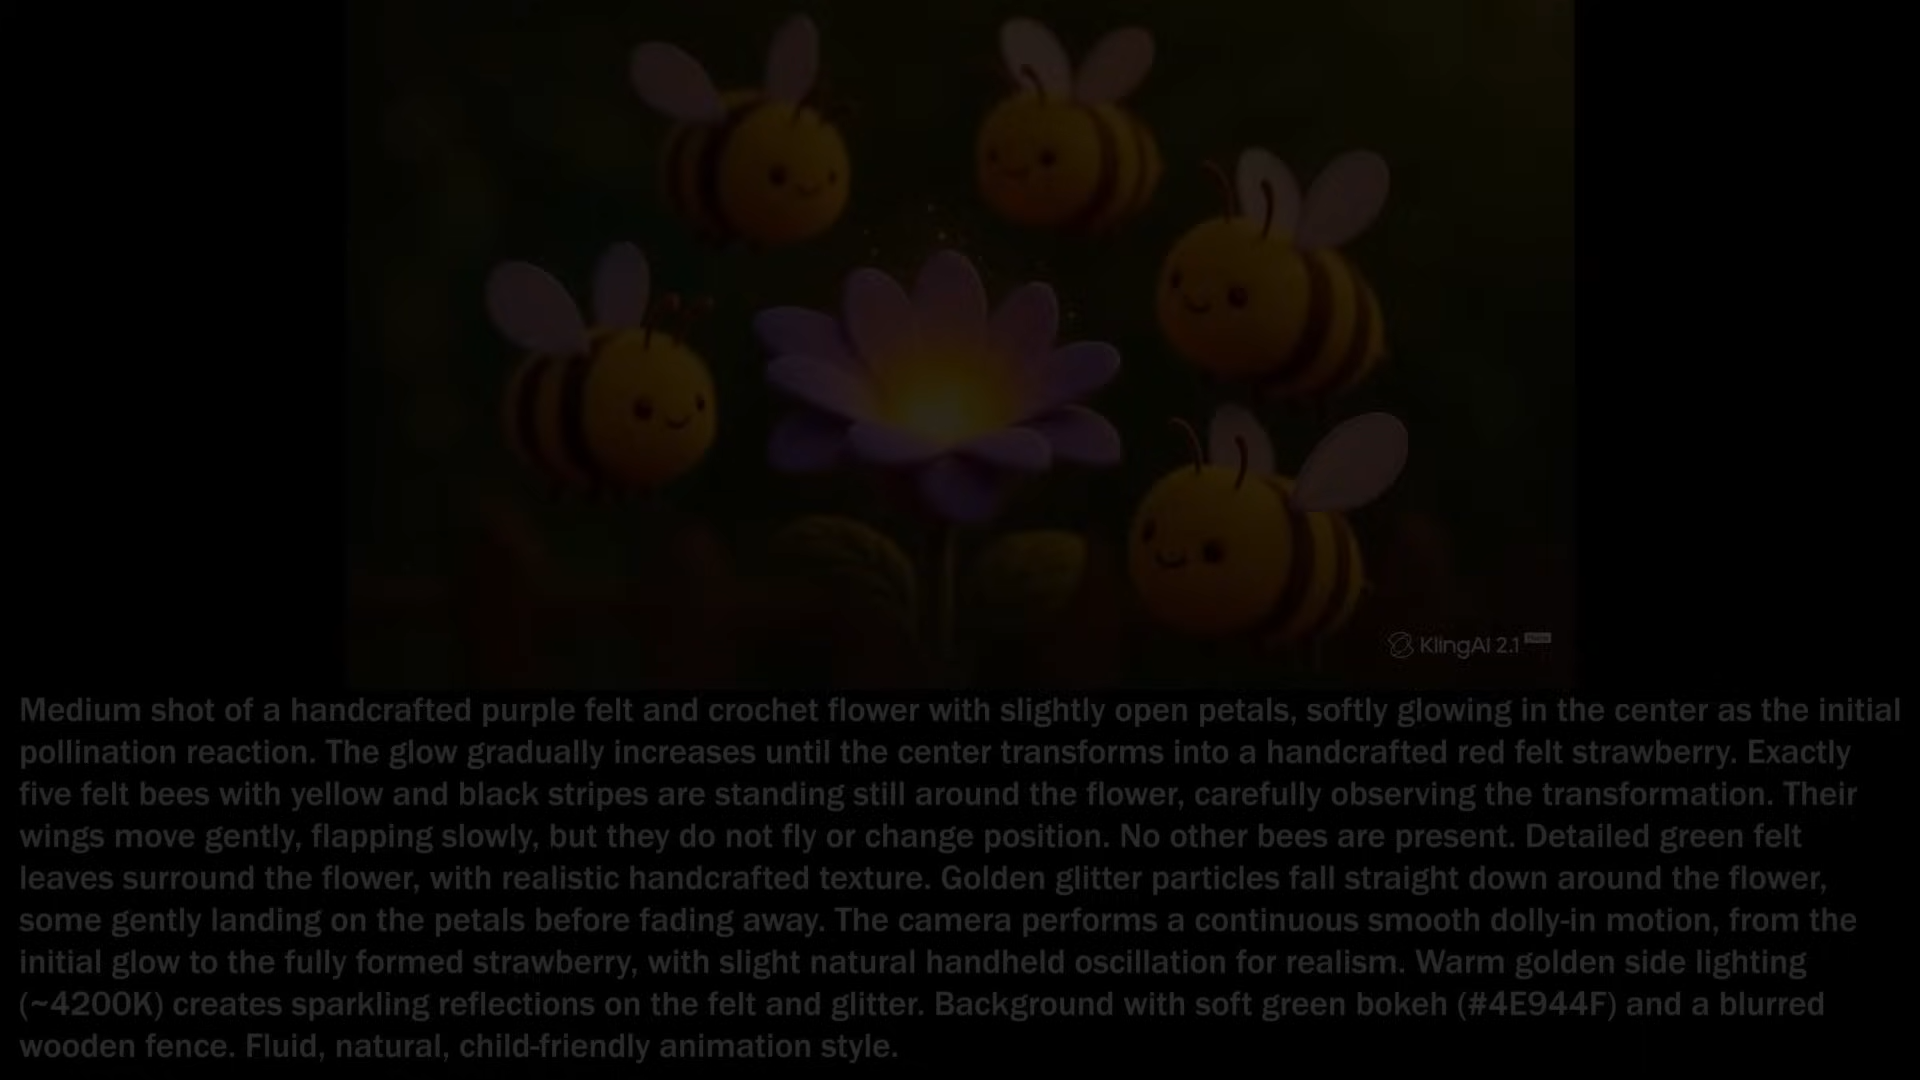 KlingAI 2.1
Medium shot of a handcrafted purple felt and crochet flower with slightly open petals, softly glowing in the center as the initial
pollination reaction. The glow gradually increases until the center transforms into a handcrafted red felt strawberry. Exactly
five felt bees with yellow and black stripes are standing still around the flower, carefully observing the transformation. Their
wings move gently, flapping slowly, but they do not fly or change position. No other bees are present. Detailed green felt
leaves surround the flower, with realistic handcrafted texture. Golden glitter particles fall straight down around the flower,
some gently landing on the petals before fading away. The camera performs a continuous smooth dolly-in motion, from the
initial glow to the fully formed strawberry, with slight natural handheld oscillation for realism. Warm golden side lighting
(~4200K) creates sparkling reflections on the felt and glitter. Background with soft green bokeh (#4E944F) and a blurred
wooden fence. Fluid, natural, child-friendly animation style.